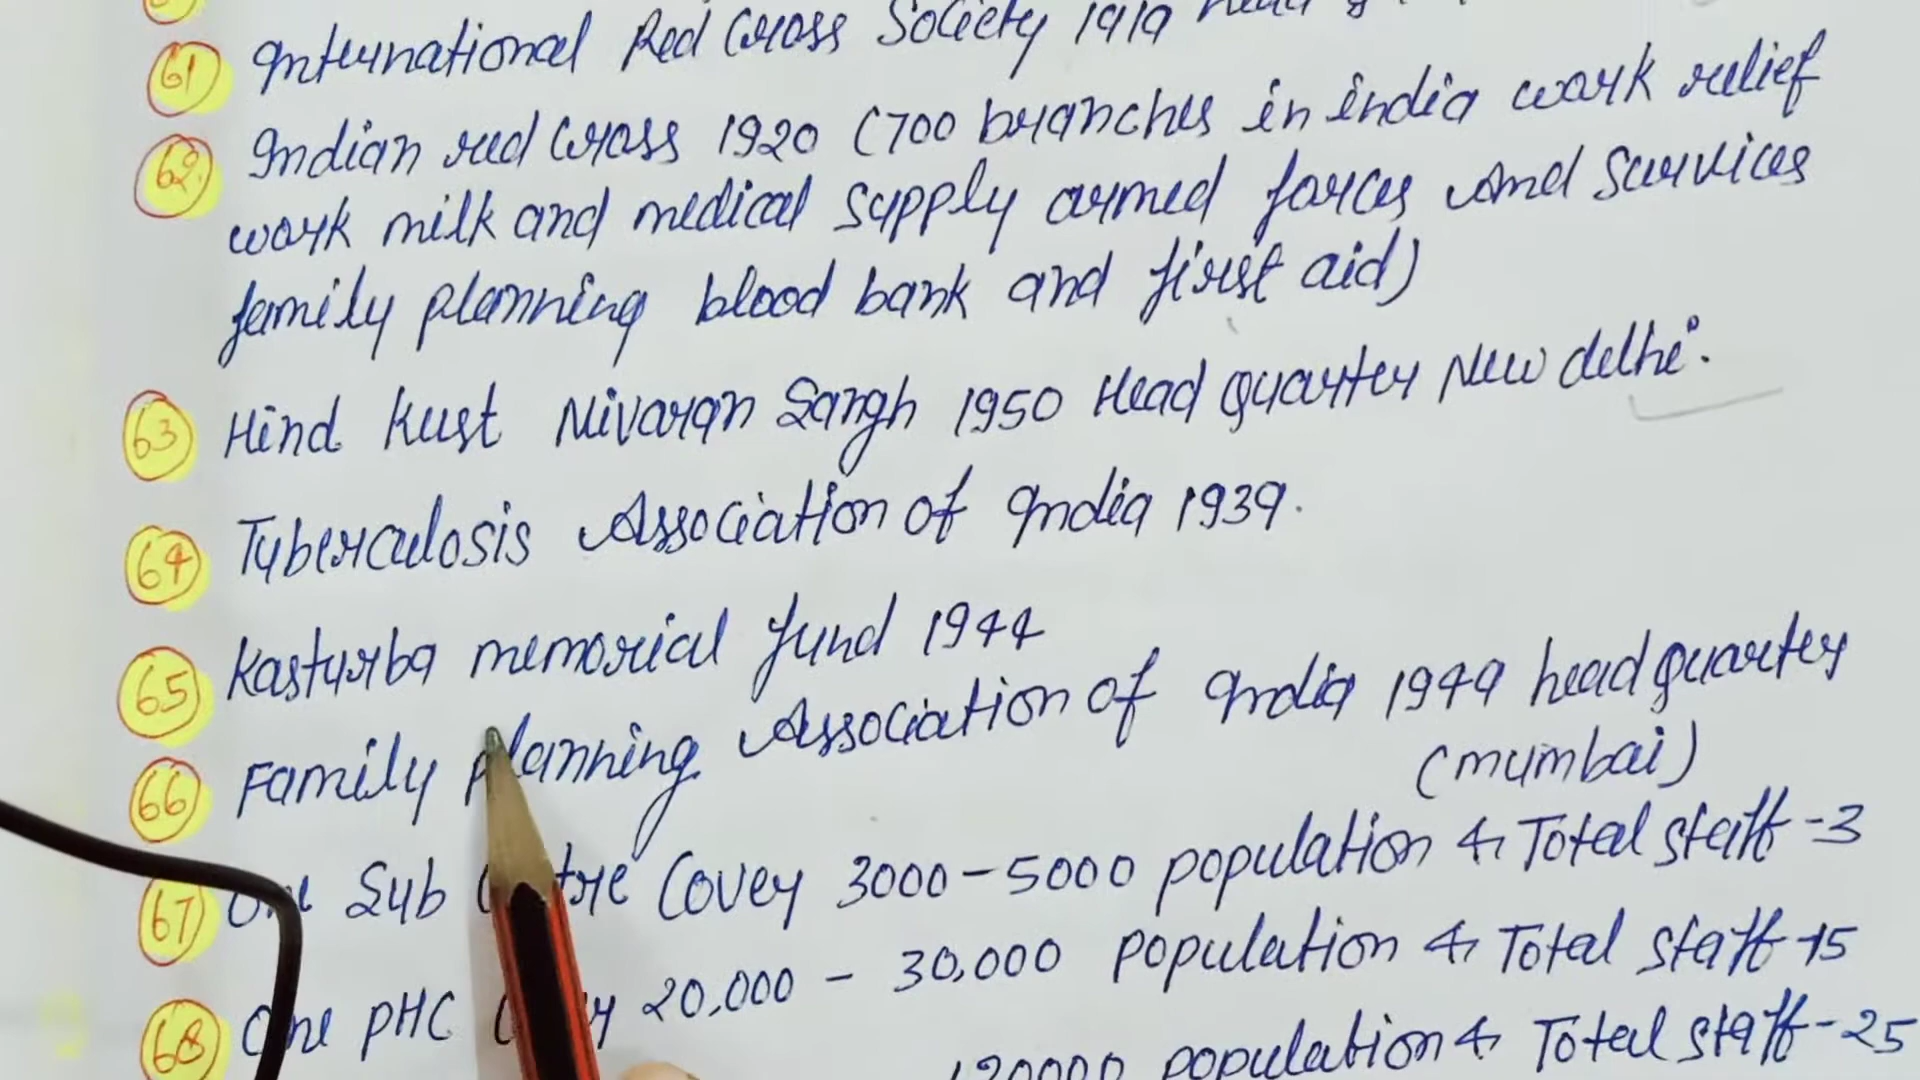 61 International Red Cross Society 1919
62 Indian red Cross 1920 (700 branches in india work relief
work milk and medical supply armed forces and services
family planning blood bank and first aid)
63 Hind Kust Nivaran Sangh 1950 Head quarter New delhi.
64 Tuberculosis Association of India 1939.
65 Kasturba memorial fund 1944
66 Family planning Association of India 1949 headquarter
(mumbai)
67 One Sub Centre Cover 3000-5000 population & Total staff-3
68 One PHC 20,000 - 30,000 population & Total staff-15
120000 population & Total staff-25